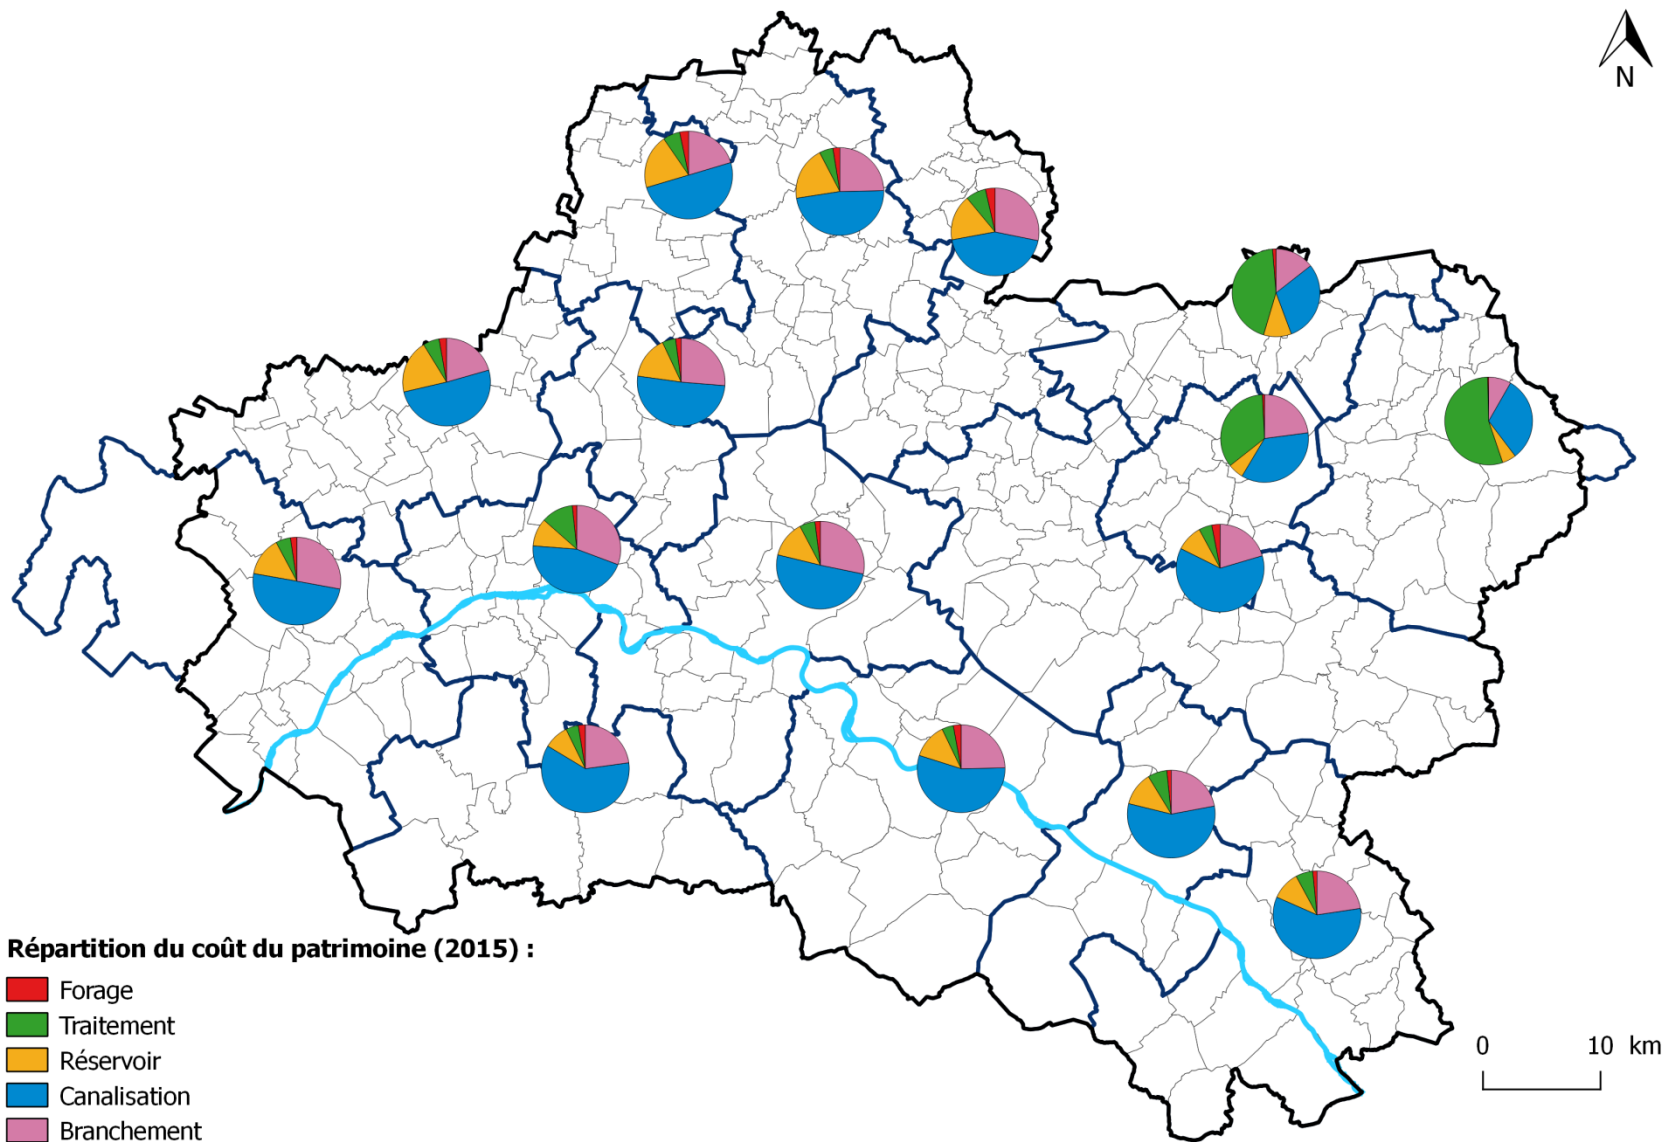 N
Répartition du coût du patrimoine (2015) :
Forage
Traitement
Réservoir
Canalisation
Branchement
0 10 km